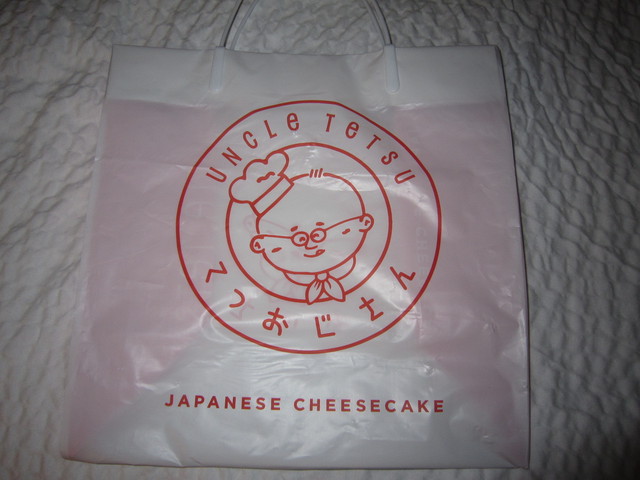 UNCLE TETSU
てつおじさん
JAPANESE CHEESECAKE